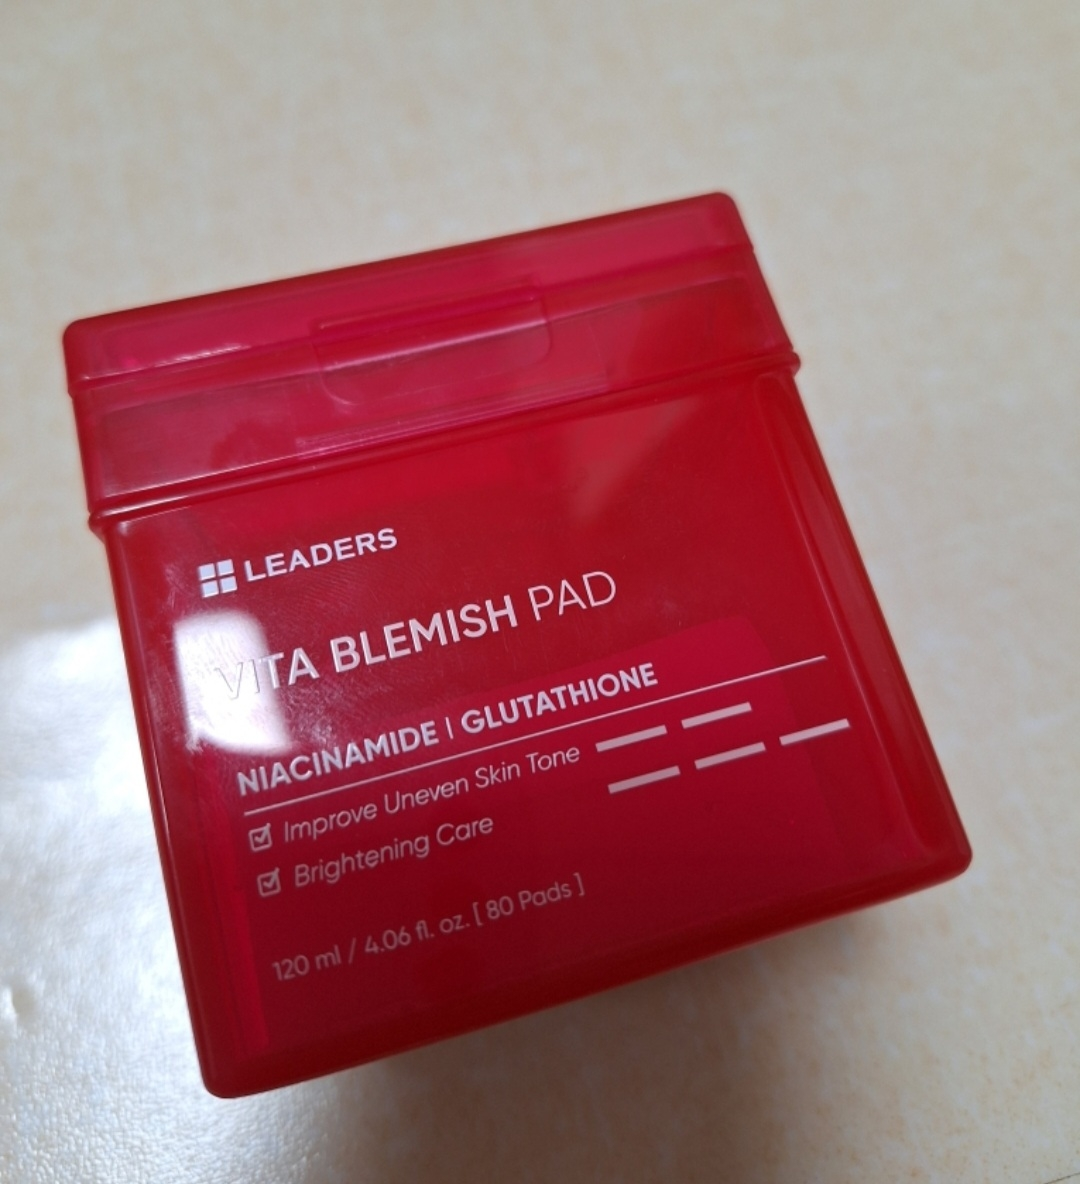 LEADERS
VITA BLEMISH PAD
NIACINAMIDE | GLUTATHIONE
Improve Uneven Skin Tone
Brightening Care
120 ml / 4.06 fl. oz. [ 80 Pads ]